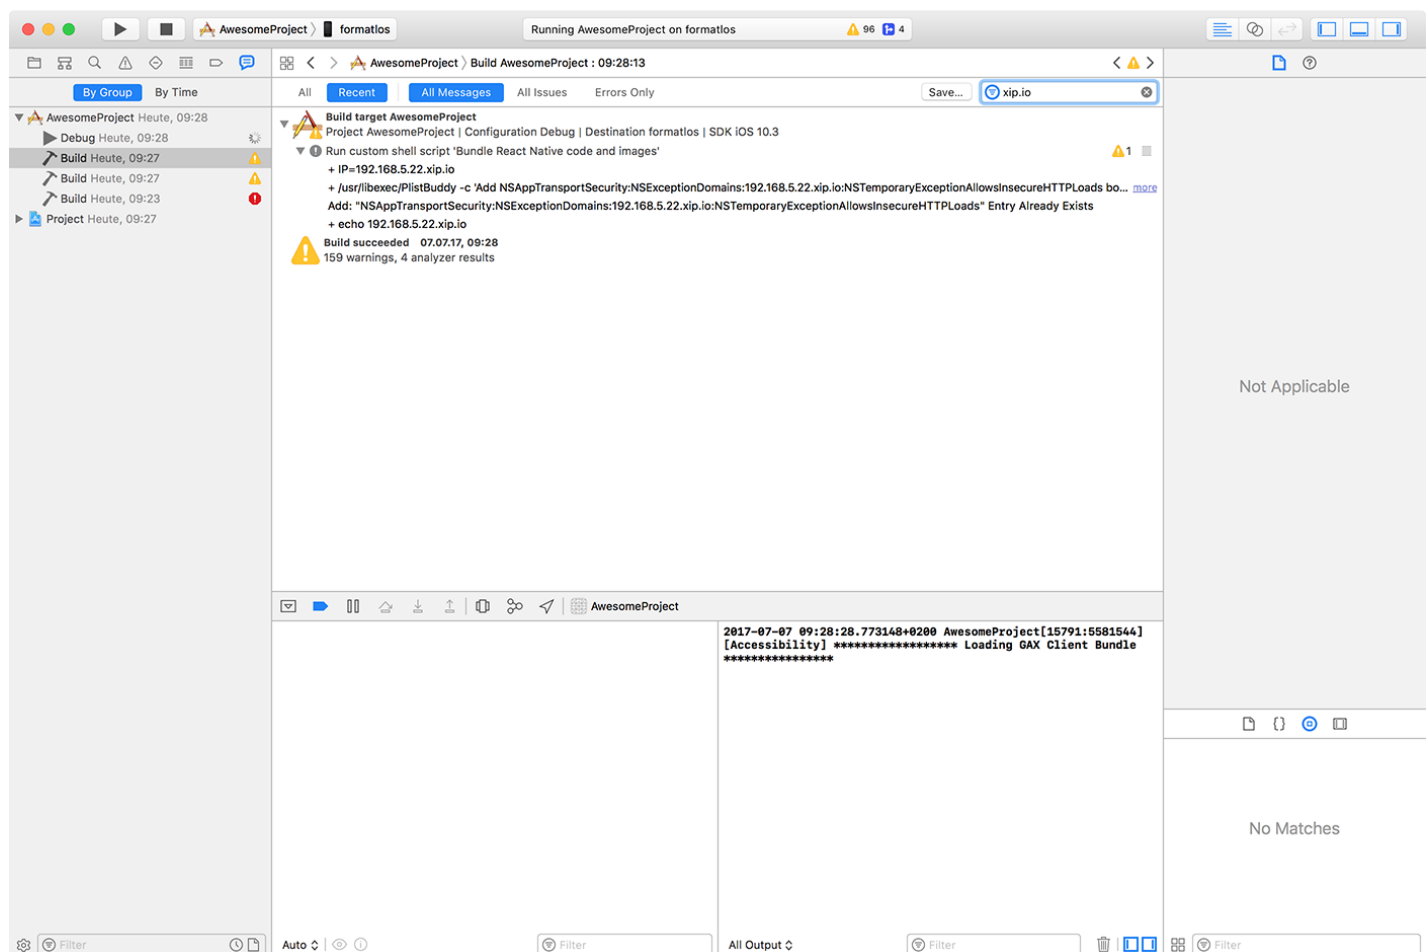 AwesomeProject formatlos
Running AwesomeProject on formatlos
96 4
AwesomeProject Build AwesomeProject : 09:28:13
By Group By Time
All Recent All Messages All Issues Errors Only Save... xip.io
AwesomeProject Heute, 09:28
Debug Heute, 09:28
Build Heute, 09:27
Build Heute, 09:27
Build Heute, 09:23
Project Heute, 09:27
Build target AwesomeProject
Project AwesomeProject | Configuration Debug | Destination formatlos | SDK iOS 10.3
Run custom shell script 'Bundle React Native code and images' 1
+ IP=192.168.5.22.xip.io
+ /usr/libexec/PlistBuddy -c 'Add NSAppTransportSecurity:NSExceptionDomains:192.168.5.22.xip.io:NSTemporaryExceptionAllowsInsecureHTTPLoads bo... more
Add: "NSAppTransportSecurity:NSExceptionDomains:192.168.5.22.xip.io:NSTemporaryExceptionAllowsInsecureHTTPLoads" Entry Already Exists
+ echo 192.168.5.22.xip.io
Build succeeded 07.07.17, 09:28
159 warnings, 4 analyzer results
Not Applicable
AwesomeProject
2017-07-07 09:28:28.773148+0200 AwesomeProject[15791:5581544]
[Accessibility] ****************** Loading GAX Client Bundle
****************
No Matches
Filter
Auto Filter
All Output Filter
Filter